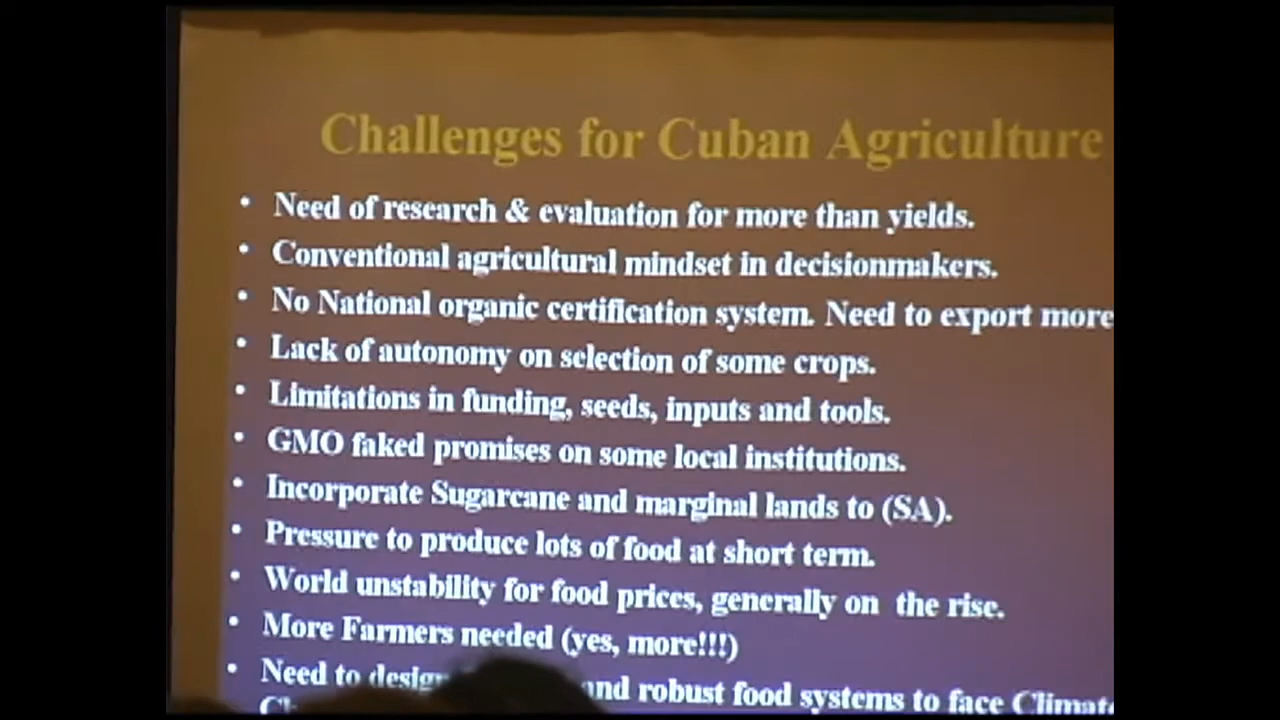 Challenges for Cuban Agriculture
• Need of research & evaluation for more than yields.
• Conventional agricultural mindset in decisionmakers.
• No National organic certification system. Need to export more
• Lack of autonomy on selection of some crops.
• Limitations in funding, seeds, inputs and tools.
• GMO faked promises on some local institutions.
• Incorporate Sugarcane and marginal lands to (SA).
• Pressure to produce lots of food at short term.
• World unstability for food prices, generally on the rise.
• More Farmers needed (yes, more!!!)
• Need to and robust food systems to face